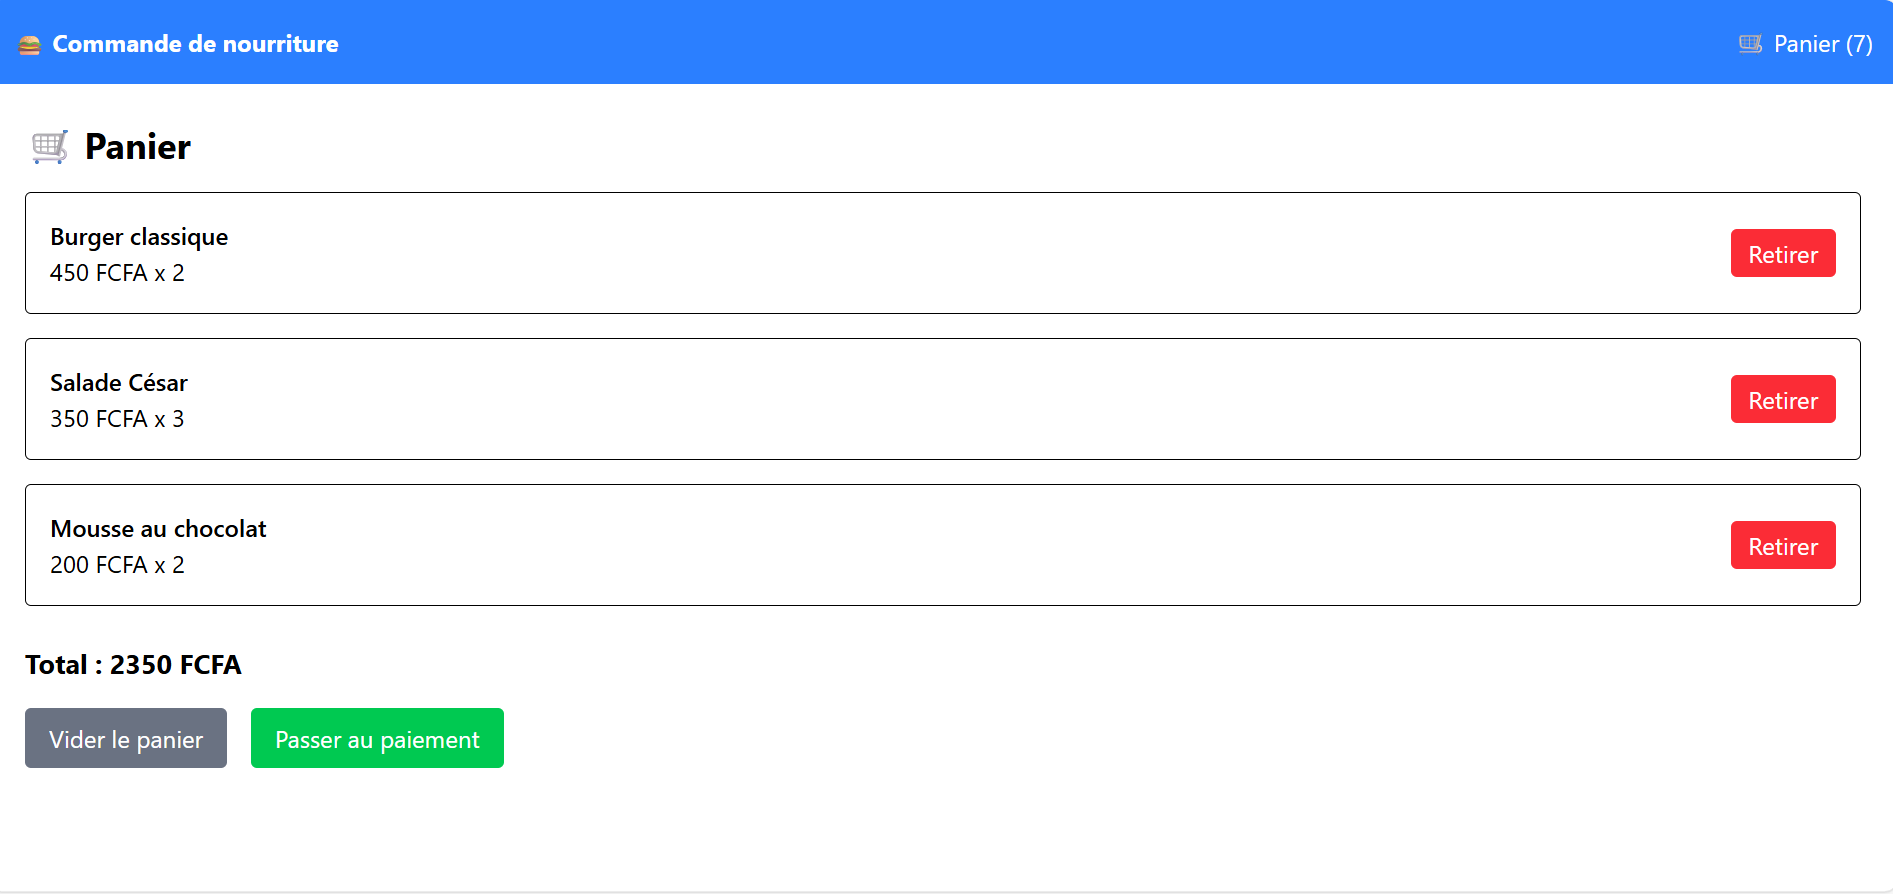 Commande de nourriture
Panier (7)
Panier
Burger classique
450 FCFA x 2
Retirer
Salade César
350 FCFA x 3
Retirer
Mousse au chocolat
200 FCFA x 2
Retirer
Total : 2350 FCFA
Vider le panier
Passer au paiement